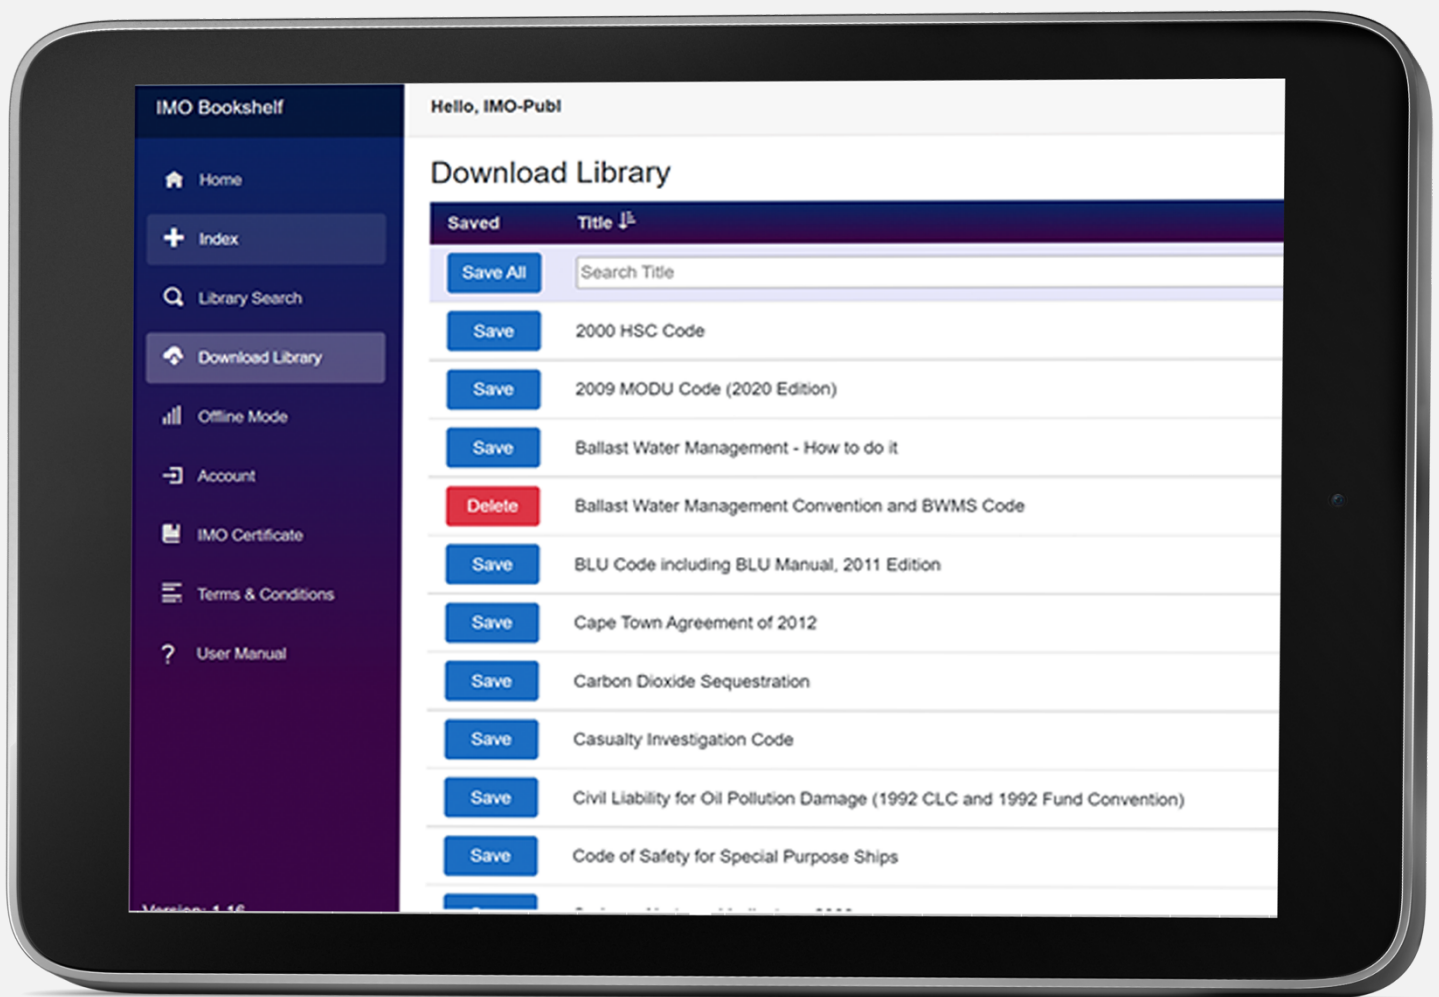 IMO Bookshelf
Hello, IMO-Publ
Home
Index
Library Search
Download Library
Offline Mode
Account
IMO Certificate
Terms & Conditions
User Manual
Version: 1.16
Download Library
Saved Title
Save All Search Title
Save 2000 HSC Code
Save 2009 MODU Code (2020 Edition)
Save Ballast Water Management - How to do it
Delete Ballast Water Management Convention and BWMS Code
Save BLU Code including BLU Manual, 2011 Edition
Save Cape Town Agreement of 2012
Save Carbon Dioxide Sequestration
Save Casualty Investigation Code
Save Civil Liability for Oil Pollution Damage (1992 CLC and 1992 Fund Convention)
Save Code of Safety for Special Purpose Ships